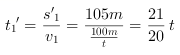 t₁′ = s′₁/v₁ = 105m/(100m/t) = 21/20 t